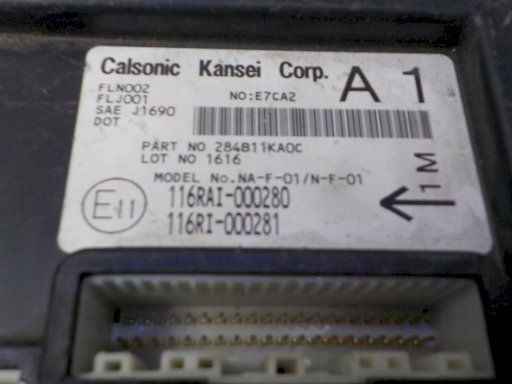 Calsonic Kansei Corp. A1
FLN002
FLJ001
SAE J1690
DOT
NO:E7CA2
PART NO 284B11KA0C
LOT NO 1616
MODEL No.NA-F-01/N-F-01
E11
116RAI-000280
116RI-000281
1M